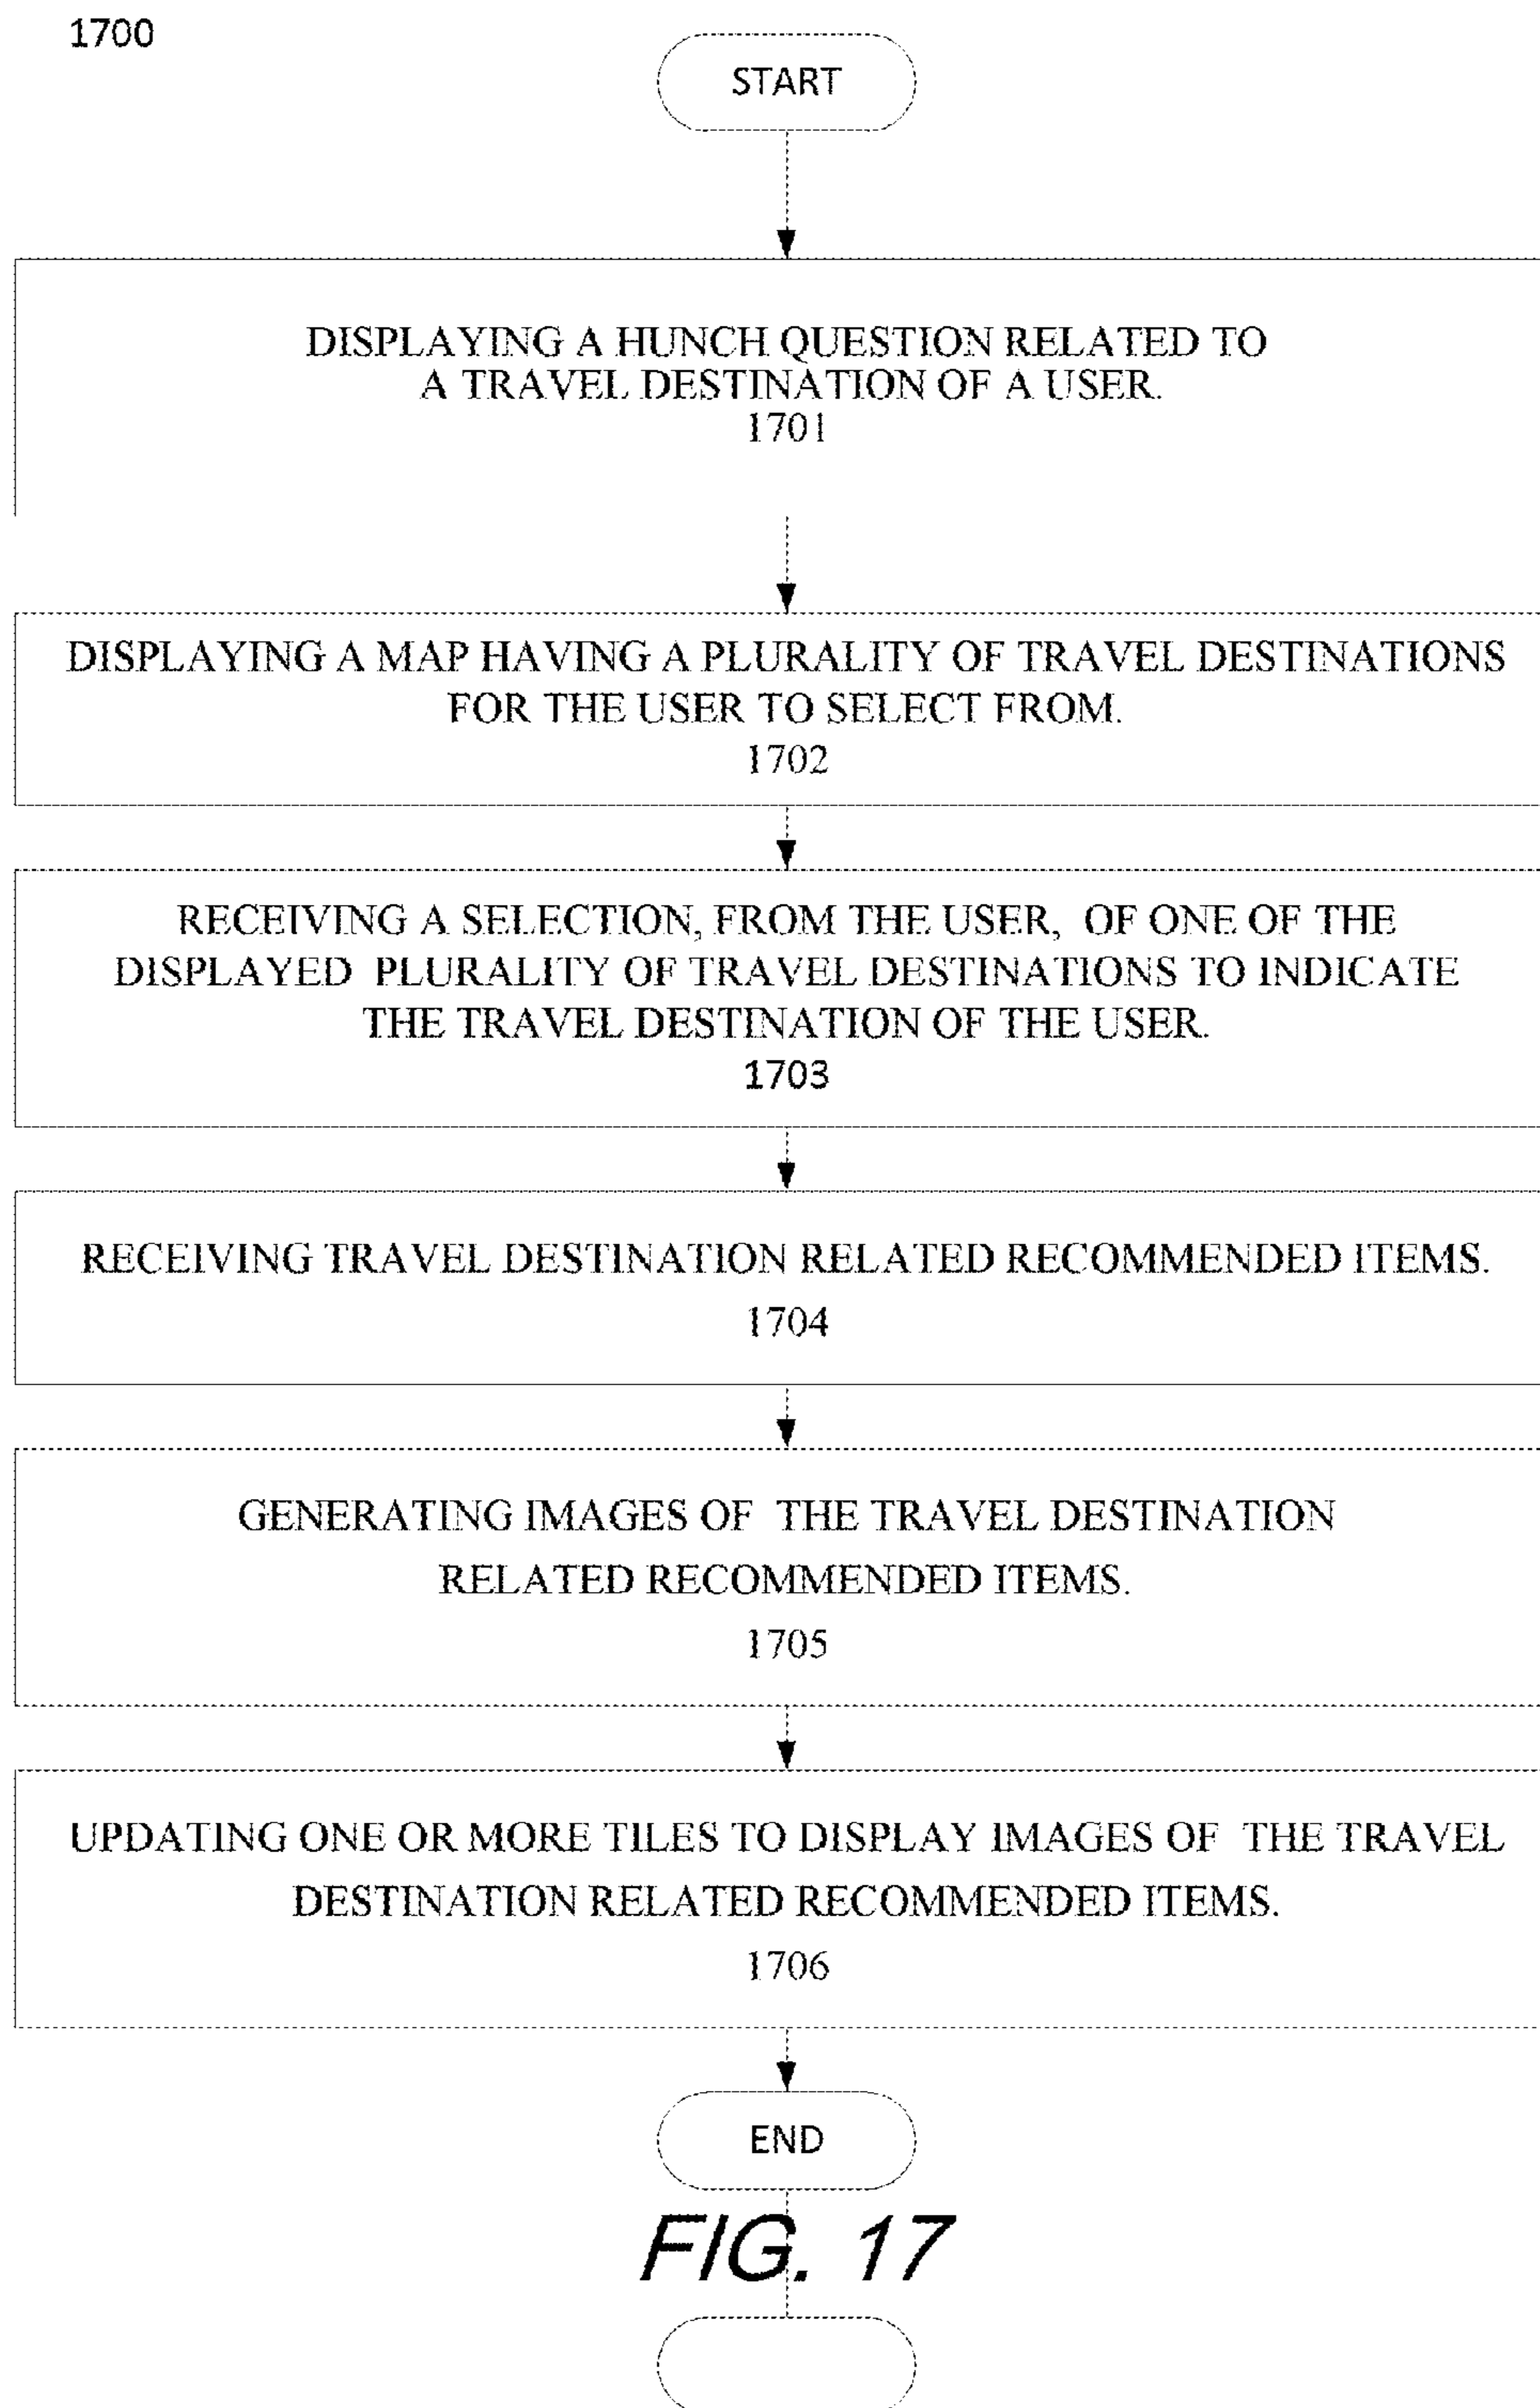 1700
START
DISPLAYING A HUNCH QUESTION RELATED TO
A TRAVEL DESTINATION OF A USER.
1701
DISPLAYING A MAP HAVING A PLURALITY OF TRAVEL DESTINATIONS
FOR THE USER TO SELECT FROM.
1702
RECEIVING A SELECTION, FROM THE USER, OF ONE OF THE
DISPLAYED PLURALITY OF TRAVEL DESTINATIONS TO INDICATE
THE TRAVEL DESTINATION OF THE USER.
1703
RECEIVING TRAVEL DESTINATION RELATED RECOMMENDED ITEMS.
1704
GENERATING IMAGES OF THE TRAVEL DESTINATION
RELATED RECOMMENDED ITEMS.
1705
UPDATING ONE OR MORE TILES TO DISPLAY IMAGES OF THE TRAVEL
DESTINATION RELATED RECOMMENDED ITEMS.
1706
END
FIG. 17